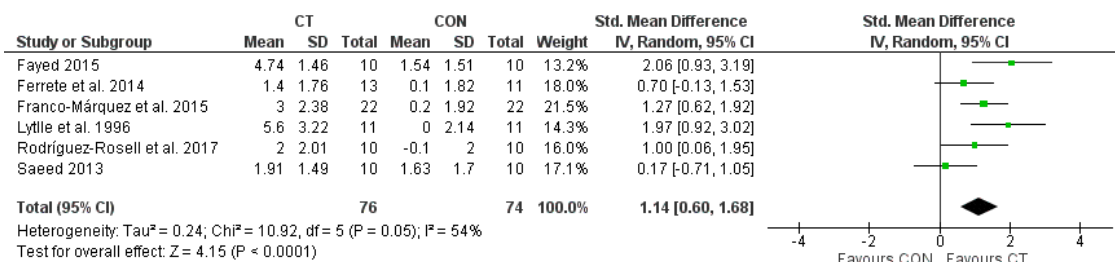 CT CON Std. Mean Difference Std. Mean Difference
Study or Subgroup Mean SD Total Mean SD Total Weight IV, Random, 95% CI IV, Random, 95% CI
Fayed 2015 4.74 1.46 10 1.54 1.51 10 13.2% 2.06 [0.93, 3.19]
Ferrete et al. 2014 1.4 1.76 13 0.1 1.82 11 18.0% 0.70 [-0.13, 1.53]
Franco-Márquez et al. 2015 3 2.38 22 0.2 1.92 22 21.5% 1.27 [0.62, 1.92]
Lytlle et al. 1996 5.6 3.22 11 0 2.14 11 14.3% 1.97 [0.92, 3.02]
Rodríguez-Rosell et al. 2017 2 2.01 10 -0.1 2 10 16.0% 1.00 [0.06, 1.95]
Saeed 2013 1.91 1.49 10 1.63 1.7 10 17.1% 0.17 [-0.71, 1.05]
Total (95% CI) 76 74 100.0% 1.14 [0.60, 1.68]
Heterogeneity: Tau² = 0.24; Chi² = 10.92, df = 5 (P = 0.05); I² = 54%
Test for overall effect: Z = 4.15 (P < 0.0001)
-4 -2 0 2 4
Favours CON Favours CT